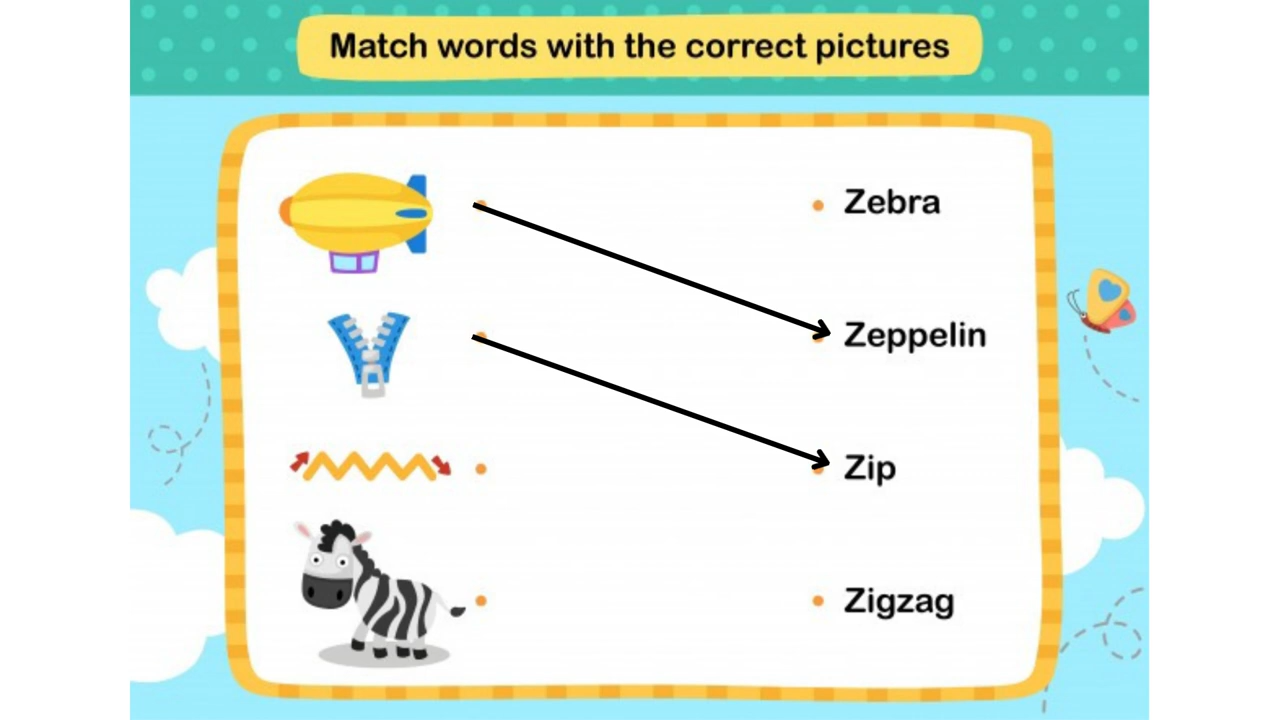 Match words with the correct pictures
Zebra
Zeppelin
Zip
Zigzag